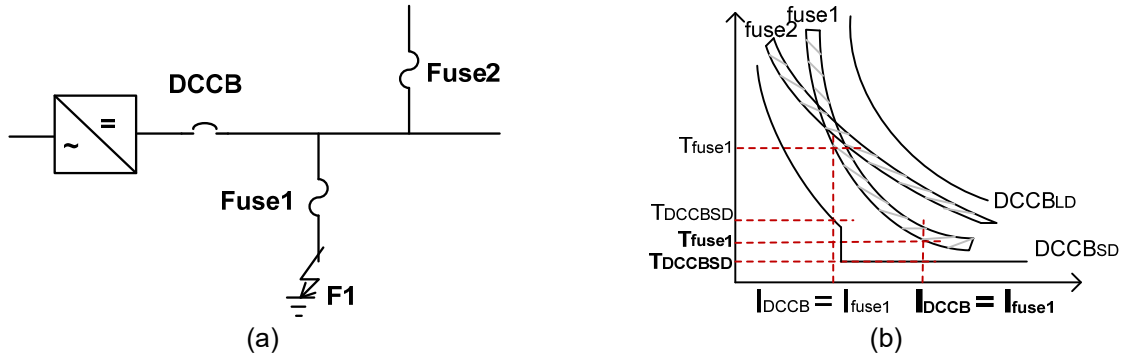 DCCB
Fuse2
=
~
Fuse1
F1
(a)
fuse1
fuse2
Tfuse1
DCCBLD
TDCCBSD
Tfuse1
DCCBSD
TDCCBSD
IDCCB = Ifuse1
IDCCB = Ifuse1
(b)